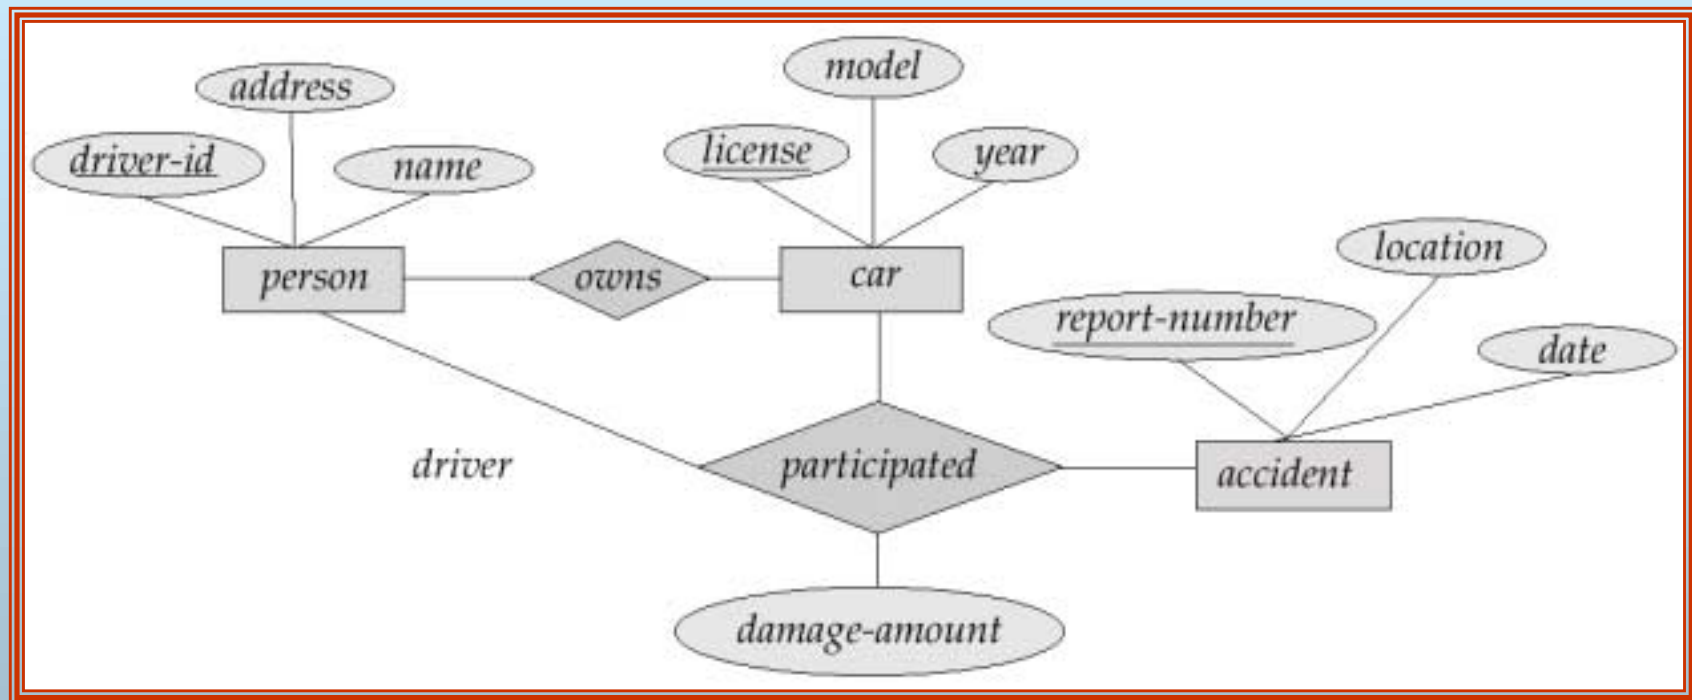 model
address
license
year
driver-id
name
location
person
owns
car
report-number
date
driver
participated
accident
damage-amount